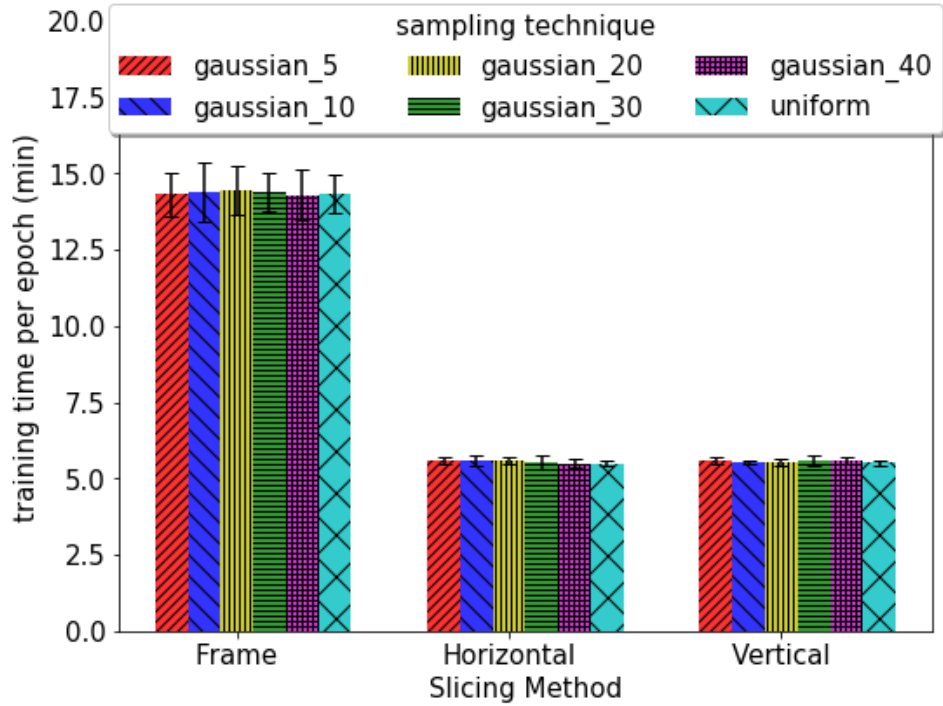 20.0
17.5
15.0
12.5
10.0
7.5
5.0
2.5
0.0
training time per epoch (min)
sampling technique
gaussian_5 gaussian_20 gaussian_40
gaussian_10 gaussian_30 uniform
Frame Horizontal Vertical
Slicing Method